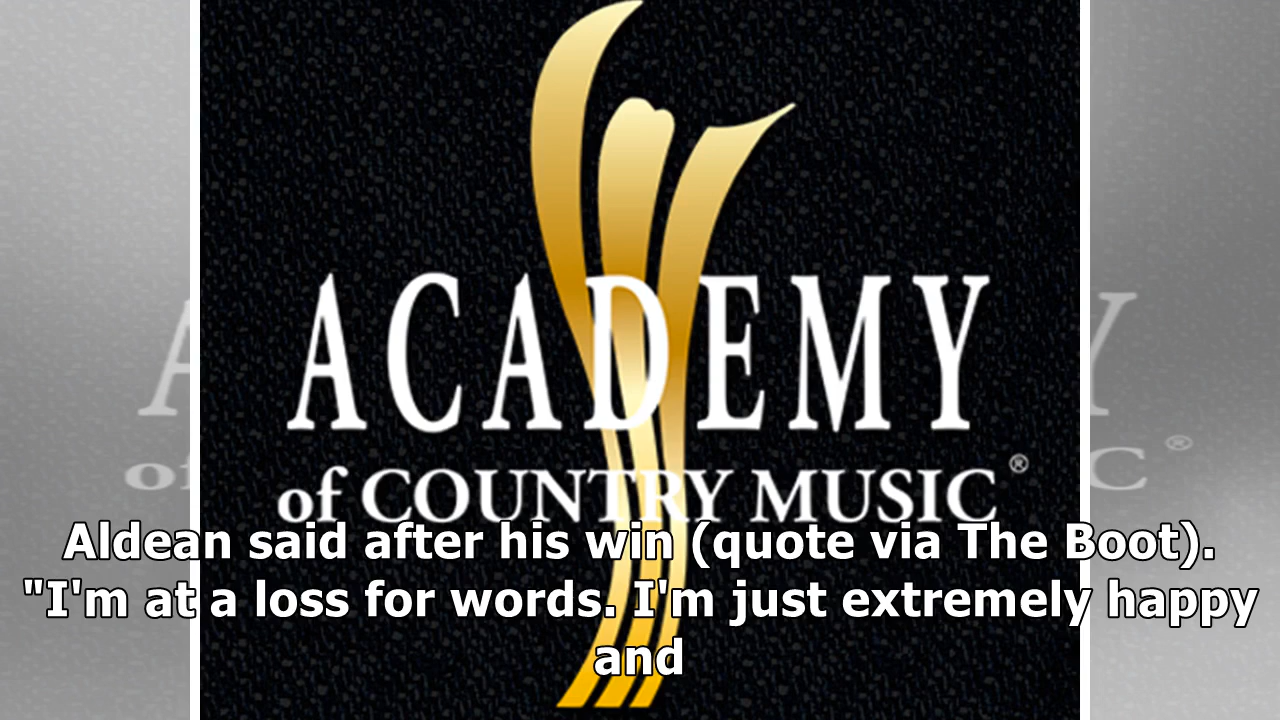 ACADEMY
of COUNTRY MUSIC®
Aldean said after his win (quote via The Boot).
"I'm at a loss for words. I'm just extremely happy
and